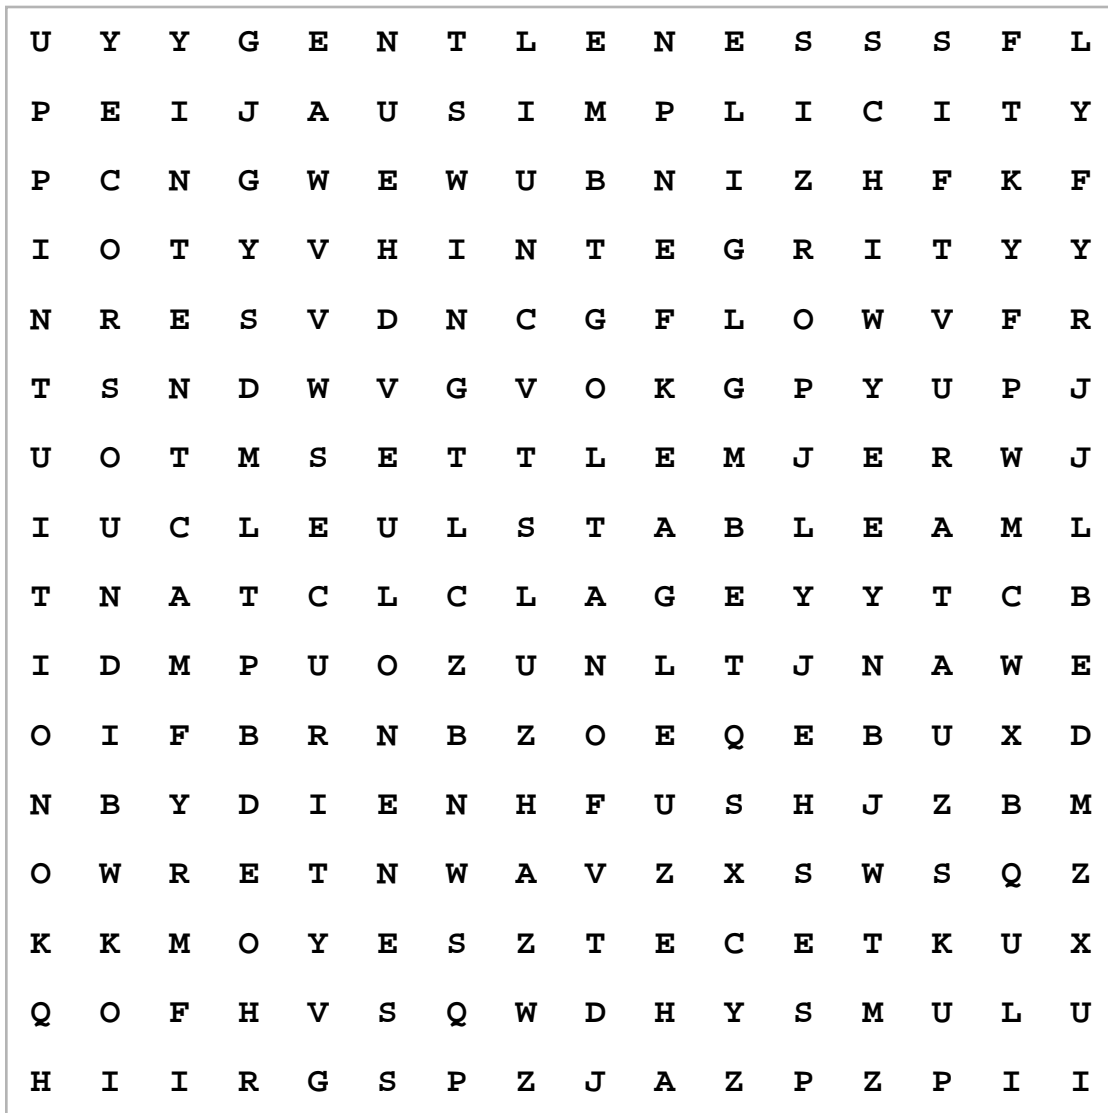 U Y Y G E N T L E N E S S S F L
P E I J A U S I M P L I C I T Y
P C N G W E W U B N I Z H F K F
I O T Y V H I N T E G R I T Y Y
N R E S V D N C G F L O W V F R
T S N D W V G V O K G P Y U P J
U O T M S E T T L E M J E R W J
I U C L E U L S T A B L E A M L
T N A T C L C L A G E Y Y T C B
I D M P U O Z U N L T J N A W E
O I F B R N B Z O E Q E B U X D
N B Y D I E N H F U S H J Z B M
O W R E T N W A V Z X S W S Q Z
K K M O Y E S Z T E C E T K U X
Q O F H V S Q W D H Y S M U L U
H I I R G S P Z J A Z P Z P I I